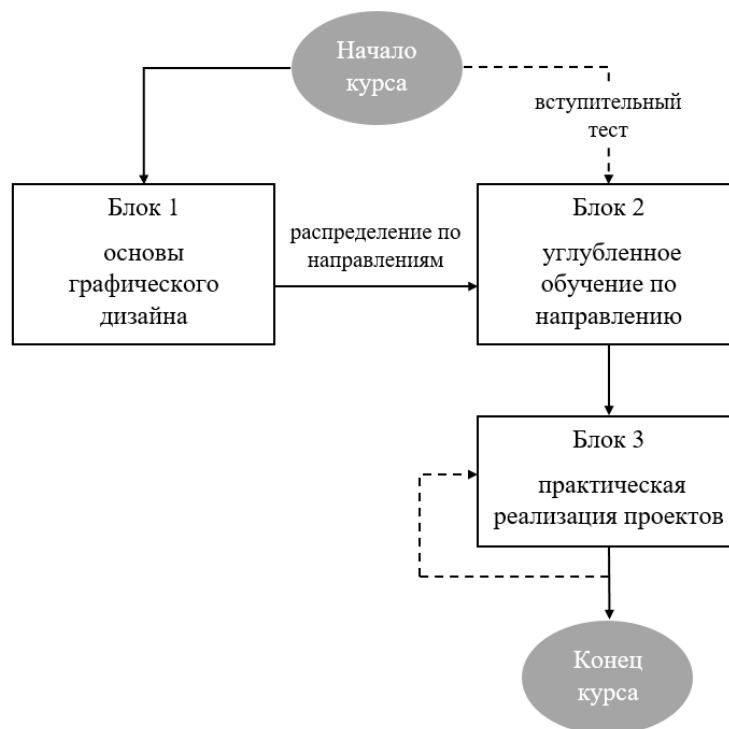 Начало
курса
вступительный
тест
Блок 1
основы
графического
дизайна
распределение по
направлениям
Блок 2
углубленное
обучение по
направлению
Блок 3
практическая
реализация проектов
Конец
курса